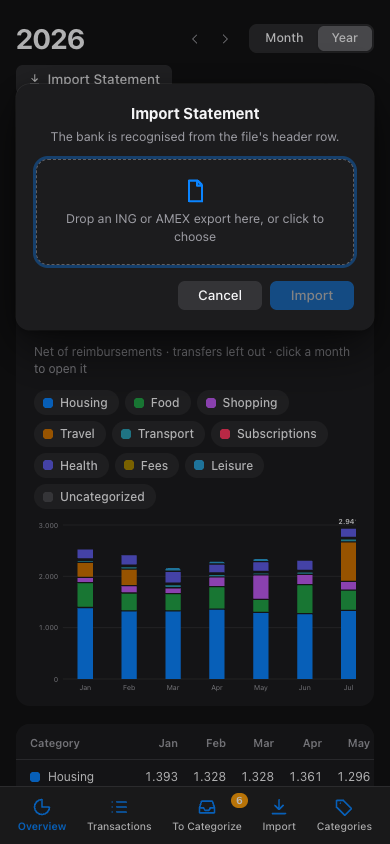 2026
Month
Year
Import Statement
Import Statement
The bank is recognised from the file's header row.
Drop an ING or AMEX export here, or click to
choose
Cancel
Import
Net of reimbursements · transfers left out · click a month
to open it
Housing
Food
Shopping
Travel
Transport
Subscriptions
Health
Fees
Leisure
Uncategorized
3.000
2.94
2.000
1.000
0
Jan Feb Mar Apr May Jun Jul
Category Jan Feb Mar Apr May
Housing 1.393 1.328 1.328 1.361 1.296
6
Overview Transactions To Categorize Import Categories